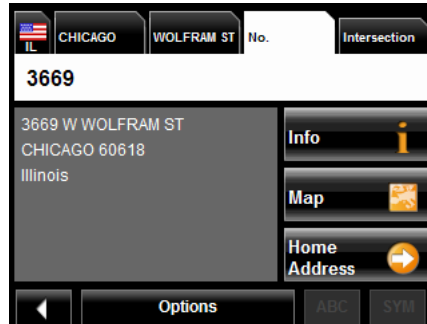 IL
CHICAGO
WOLFRAM ST
No.
Intersection
3669
3669 W WOLFRAM ST
CHICAGO 60618
Illinois
Info
i
Map
Home
Address
Options
ABC
SYM